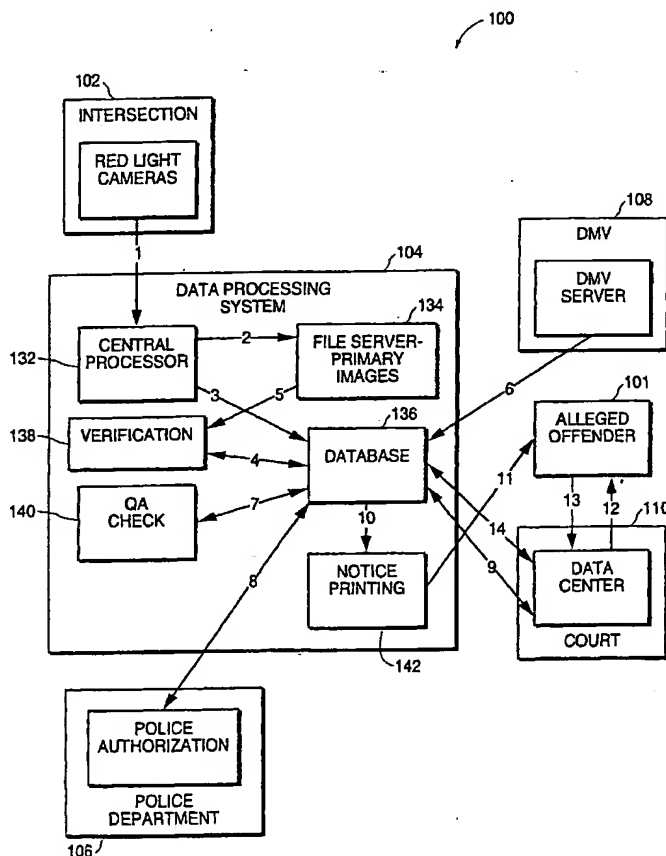 100
102
INTERSECTION
RED LIGHT
CAMERAS
1
104
DATA PROCESSING
SYSTEM
132
CENTRAL
PROCESSOR
2
134
FILE SERVER-
PRIMARY
IMAGES
3
5
138
VERIFICATION
4
136
DATABASE
140
QA
CHECK
7
10
NOTICE
PRINTING
142
108
DMV
DMV
SERVER
6
101
ALLEGED
OFFENDER
11
13
12
110
14
9
DATA
CENTER
COURT
8
POLICE
AUTHORIZATION
POLICE
DEPARTMENT
106